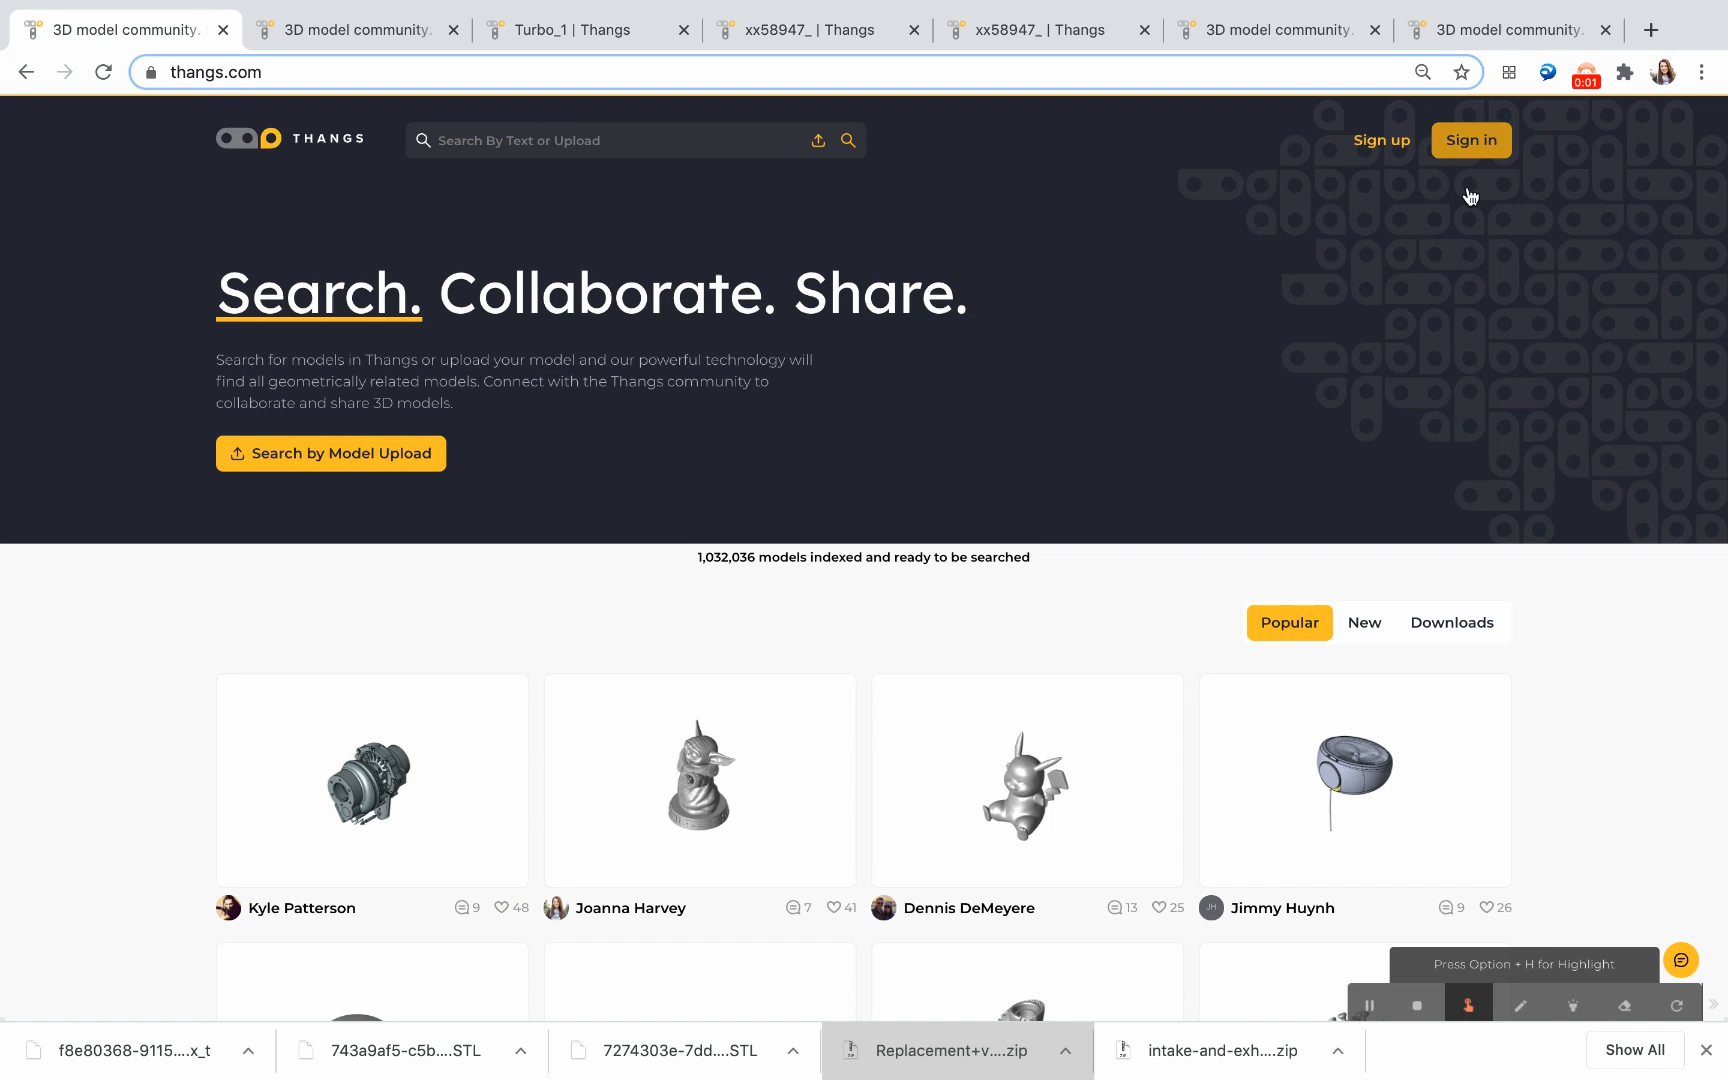 3D model community. 3D model community. Turbo_1 | Thangs xx58947_ | Thangs xx58947_ | Thangs 3D model community. 3D model community.
thangs.com
0:01
THANGS
Search By Text or Upload
Sign up
Sign in
Search. Collaborate. Share.
Search for models in Thangs or upload your model and our powerful technology will
find all geometrically related models. Connect with the Thangs community to
collaborate and share 3D models.
Search by Model Upload
1,032,036 models indexed and ready to be searched
Popular New Downloads
Kyle Patterson 9 48 Joanna Harvey 7 41 Dennis DeMeyere 13 25 JH Jimmy Huynh 9 26
Press Option + H for Highlight
f8e80368-9115....x_t 743a9af5-c5b....STL 7274303e-7dd....STL Replacement+v....zip intake-and-exh....zip Show All